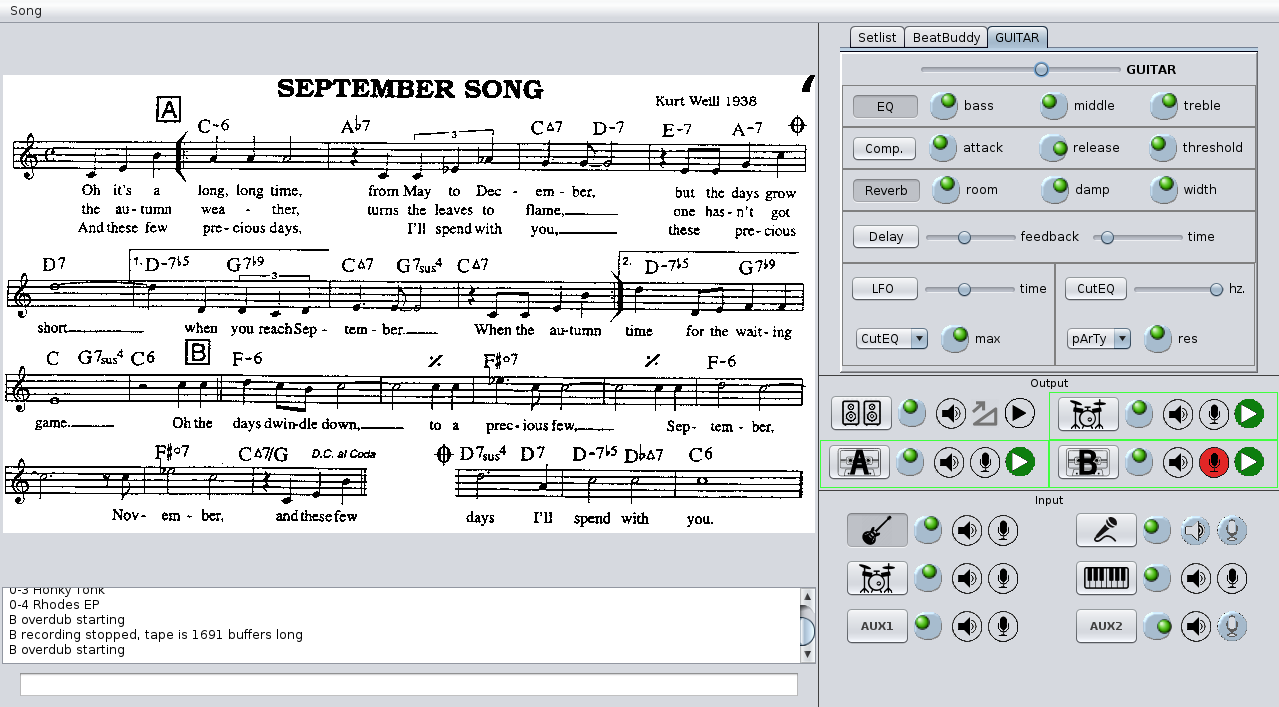 Song
Setlist BeatBuddy GUITAR
GUITAR
EQ bass middle treble
Comp. attack release threshold
Reverb room damp width
Delay feedback time
LFO time CutEQ hz.
CutEQ max pArTy res
Output
A B
Input
AUX1 AUX2
SEPTEMBER SONG 7
Kurt Weill 1938
A
C-6 A♭7 C△7 D-7 E-7 A-7
3
Oh it's a long, long time, from May to Dec - em - ber, but the days grow
the au-tumn wea - ther, turns the leaves to flame, one has-n't got
And these few pre-cious days, I'll spend with you, these pre-cious
D7 1. D-7♭5 G7♭9 C△7 G7sus4 C△7 2. D-7♭5 G7♭9
3
short when you reach Sep - tem - ber. When the au-tumn time for the wait-ing
C G7sus4 C6 B F-6 ٪ F#o7 ٪ F-6
game. Oh the days dwin-dle down, to a prec-ious few, Sep- tem - ber,
F#o7 C△7/G D.C. al Coda D7sus4 D7 D-7♭5 D♭△7 C6
Nov- em - ber, and these few days I'll spend with you.
0-3 Honky Tonk
0-4 Rhodes EP
B overdub starting
B recording stopped, tape is 1691 buffers long
B overdub starting